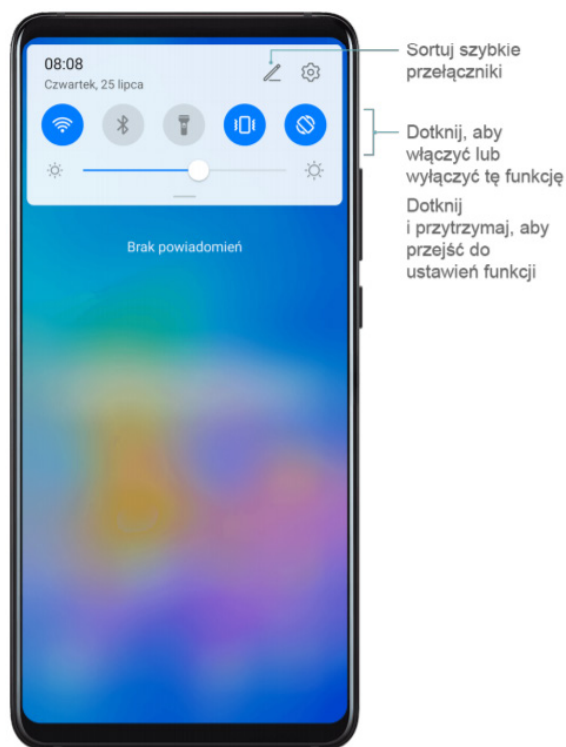 08:08
Czwartek, 25 lipca
Brak powiadomień
Sortuj szybkie
przełączniki
Dotknij, aby
włączyć lub
wyłączyć tę funkcję
Dotknij
i przytrzymaj, aby
przejść do
ustawień funkcji